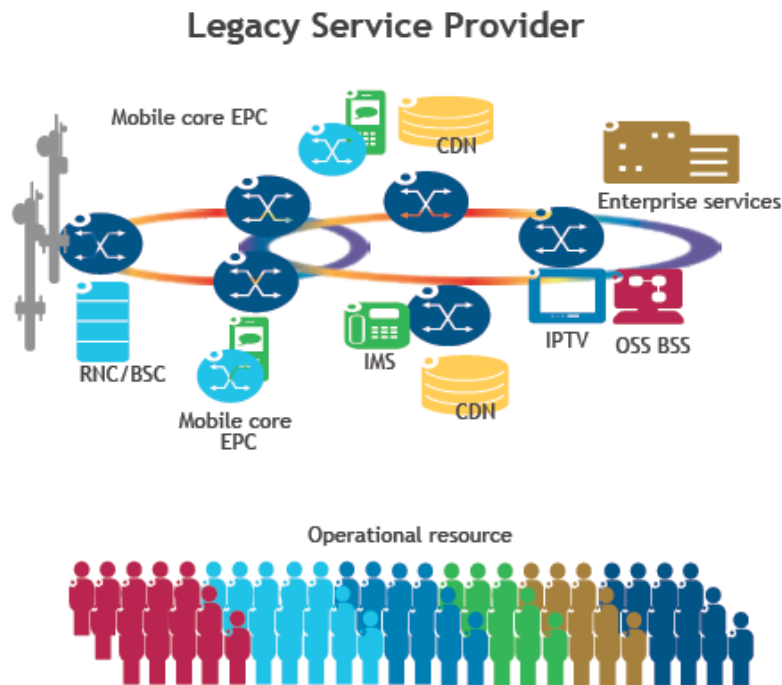 Legacy Service Provider
Mobile core EPC
CDN
Enterprise services
RNC/BSC
IMS
IPTV
OSS BSS
Mobile core
EPC
CDN
Operational resource